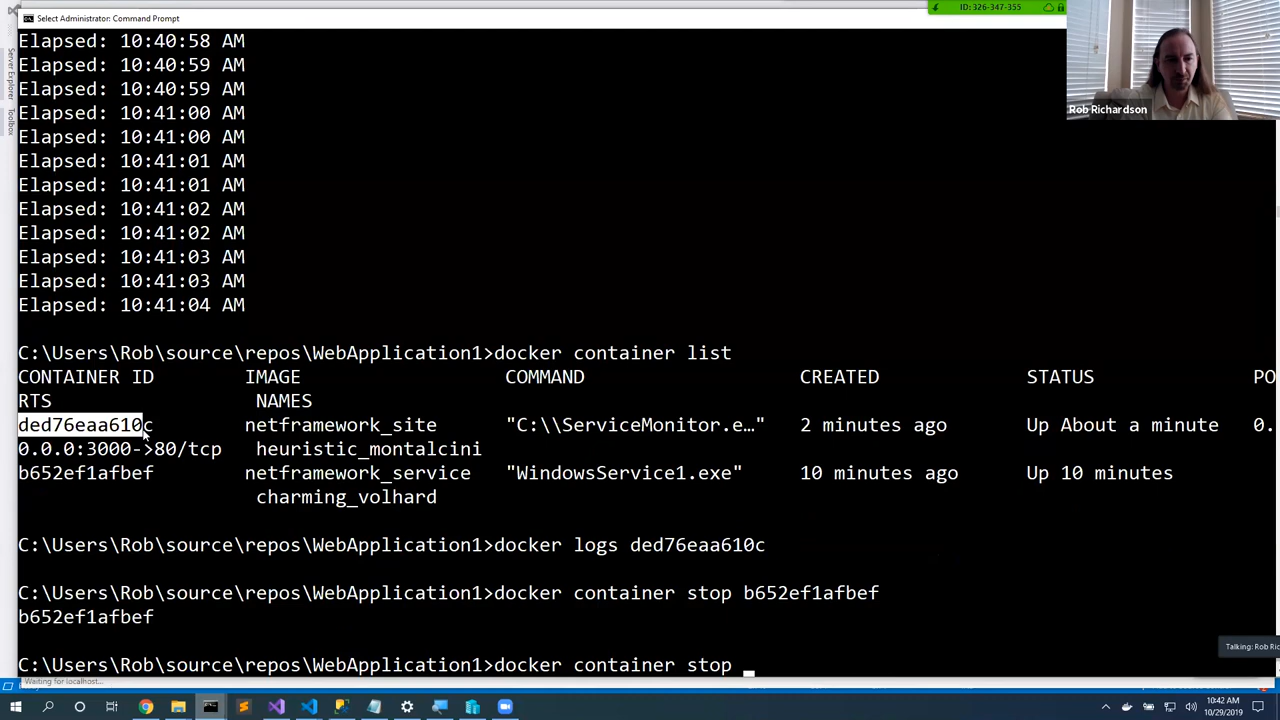 Select Administrator: Command Prompt
ID: 326-347-355
Server Explorer
Toolbox
Rob Richardson
Elapsed: 10:40:58 AM
Elapsed: 10:40:59 AM
Elapsed: 10:40:59 AM
Elapsed: 10:41:00 AM
Elapsed: 10:41:00 AM
Elapsed: 10:41:01 AM
Elapsed: 10:41:01 AM
Elapsed: 10:41:02 AM
Elapsed: 10:41:02 AM
Elapsed: 10:41:03 AM
Elapsed: 10:41:03 AM
Elapsed: 10:41:04 AM
C:\Users\Rob\source\repos\WebApplication1>docker container list
CONTAINER ID IMAGE COMMAND CREATED STATUS PO
RTS NAMES
ded76eaa610c netframework_site "C:\\ServiceMonitor.e…" 2 minutes ago Up About a minute 0.
0.0.0:3000->80/tcp heuristic_montalcini
b652ef1afbef netframework_service "WindowsService1.exe" 10 minutes ago Up 10 minutes
charming_volhard
C:\Users\Rob\source\repos\WebApplication1>docker logs ded76eaa610c
C:\Users\Rob\source\repos\WebApplication1>docker container stop b652ef1afbef
b652ef1afbef
C:\Users\Rob\source\repos\WebApplication1>docker container stop
Talking: Rob Ric
Waiting for localhost...
10:42 AM
10/29/2019